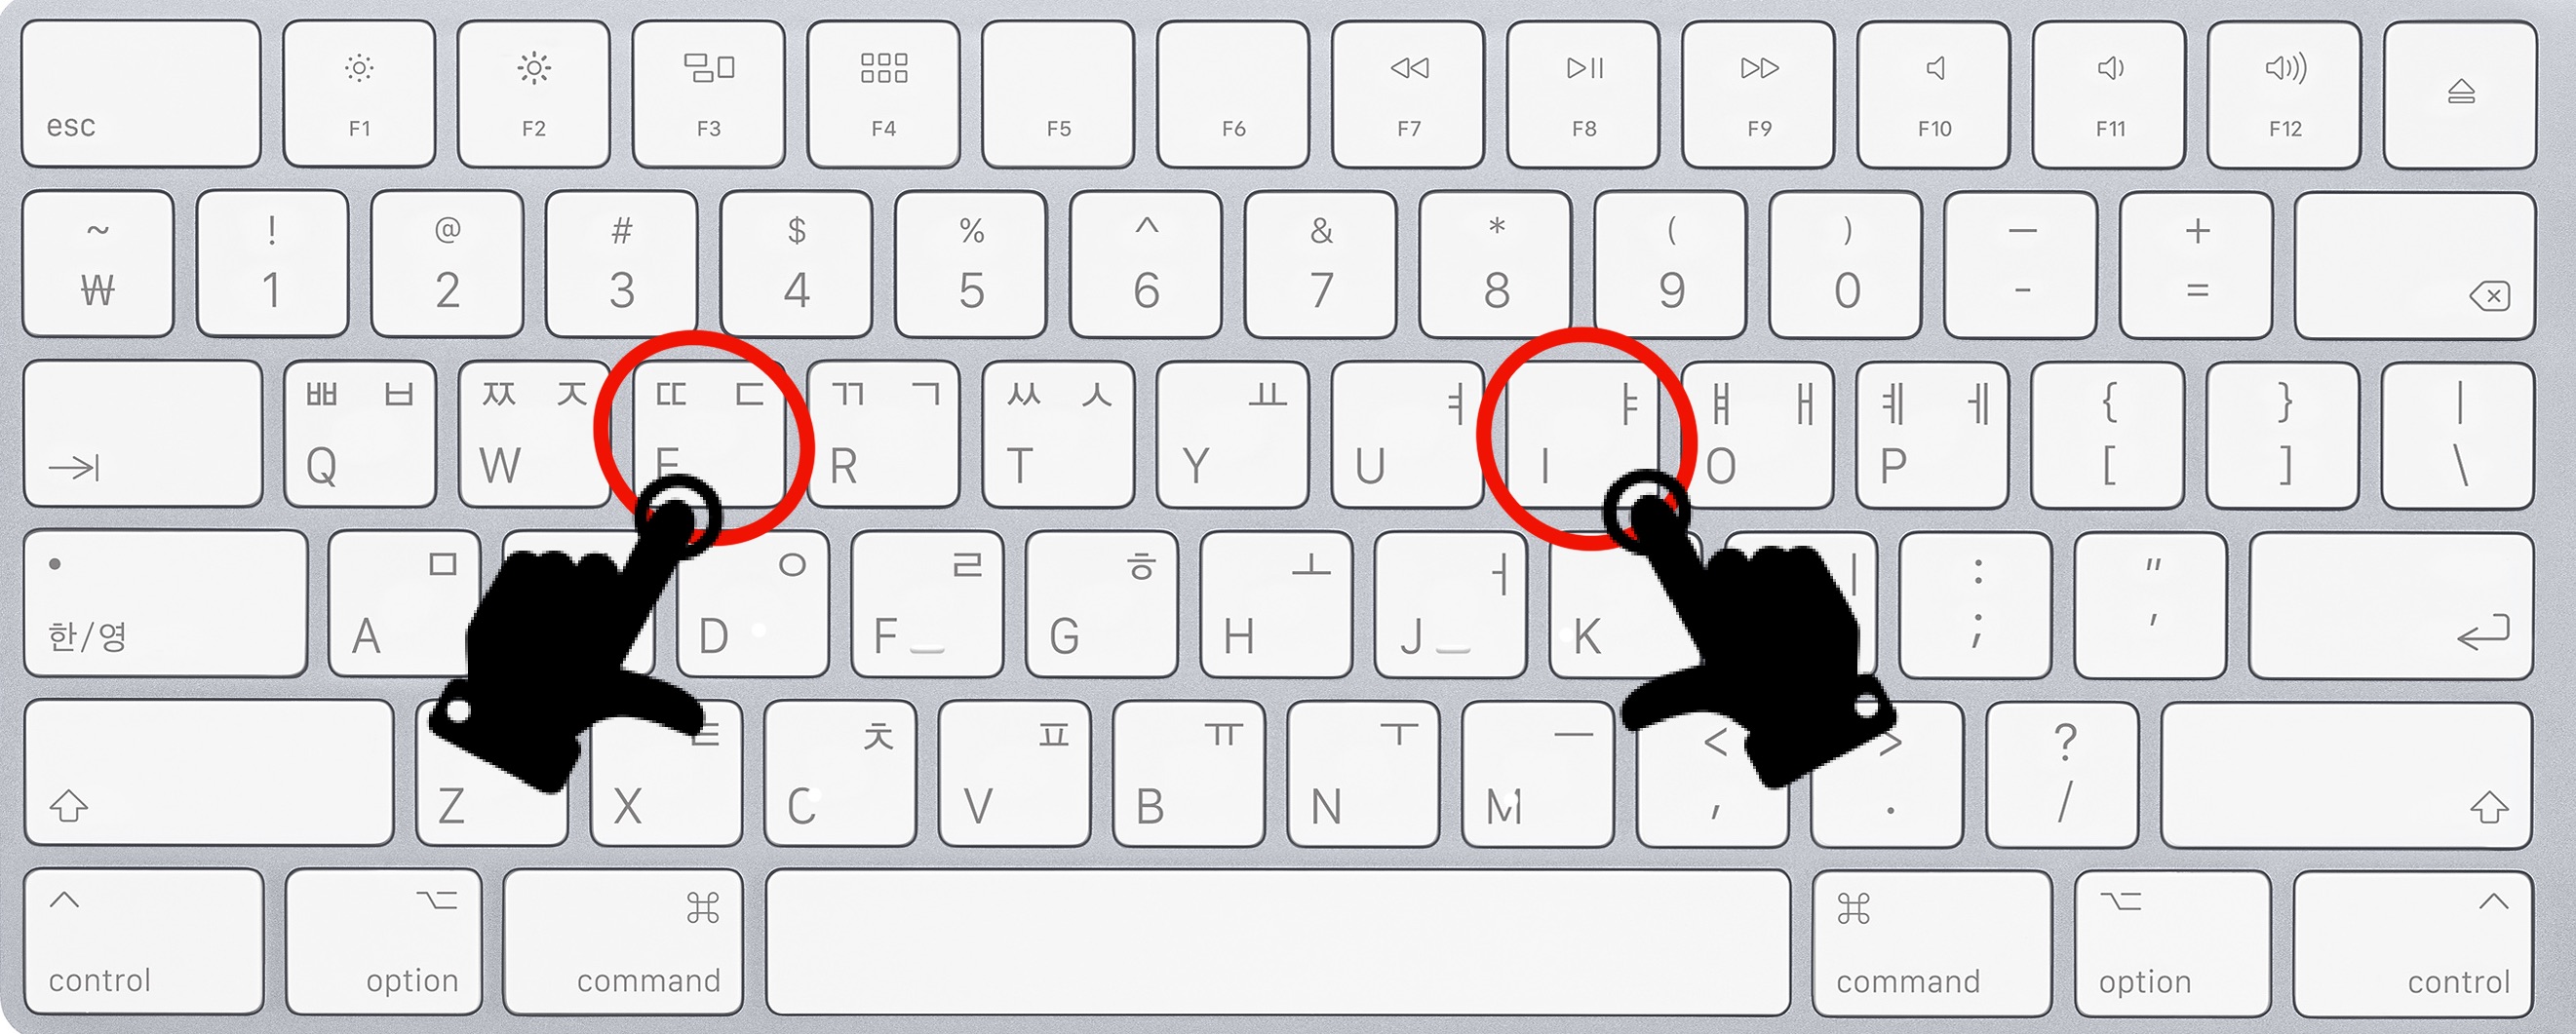 esc F1 F2 F3 F4 F5 F6 F7 F8 F9 F10 F11 F12
~ ! @ # $ % ^ & * ( ) — +
₩ 1 2 3 4 5 6 7 8 9 0 - =
ㅃ ㅂ ㅉ ㅈ ㄸ ㄷ ㄲ ㄱ ㅆ ㅅ ㅛ ㅕ ㅑ ㅒ ㅐ ㅖ ㅔ { } |
Q W E R T Y U I O P [ ] \
ㅁ ㅇ ㄹ ㅎ ㅗ ㅓ ㅣ : "
한/영 A D F G H J K ; '
ㅌ ㅊ ㅍ ㅠ ㅜ ㅡ < > ?
Z X C V B N M , . /
control option command command option control